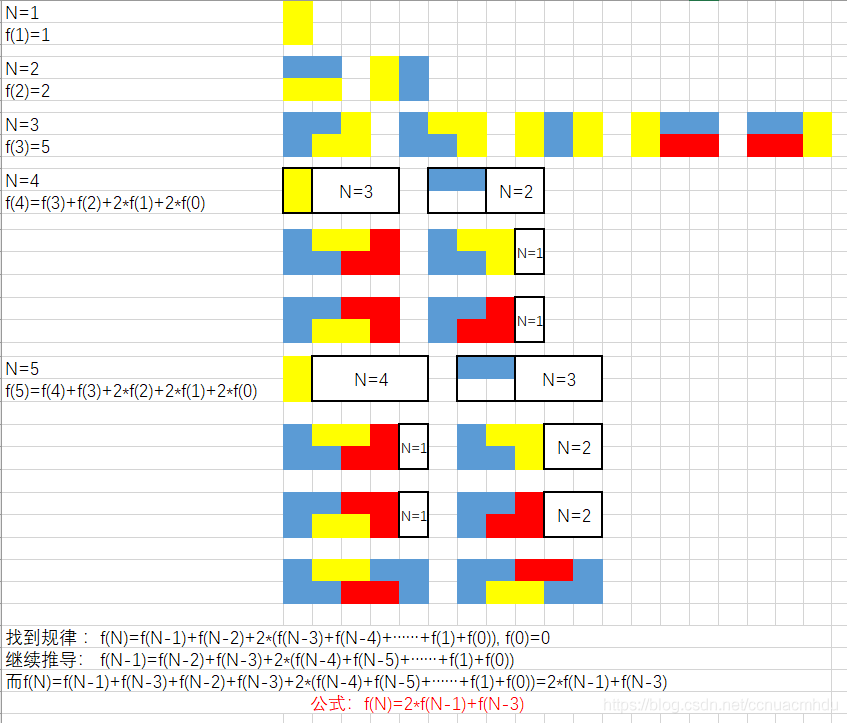 N=1
f(1)=1
N=2
f(2)=2
N=3
f(3)=5
N=4
f(4)=f(3)+f(2)+2*f(1)+2*f(0)
N=3
N=2
N=1
N=1
N=5
f(5)=f(4)+f(3)+2*f(2)+2*f(1)+2*f(0)
N=4
N=3
N=1
N=2
N=1
N=2
找到规律：f(N)=f(N-1)+f(N-2)+2*(f(N-3)+f(N-4)+……+f(1)+f(0)), f(0)=0
继续推导： f(N-1)=f(N-2)+f(N-3)+2*(f(N-4)+f(N-5)+……+f(1)+f(0))
而f(N)=f(N-1)+f(N-3)+f(N-2)+f(N-3)+2*(f(N-4)+f(N-5)+……+f(1)+f(0))=2*f(N-1)+f(N-3)
公式：f(N)=2*f(N-1)+f(N-3)
https://blog.csdn.net/ccnuacmhdu